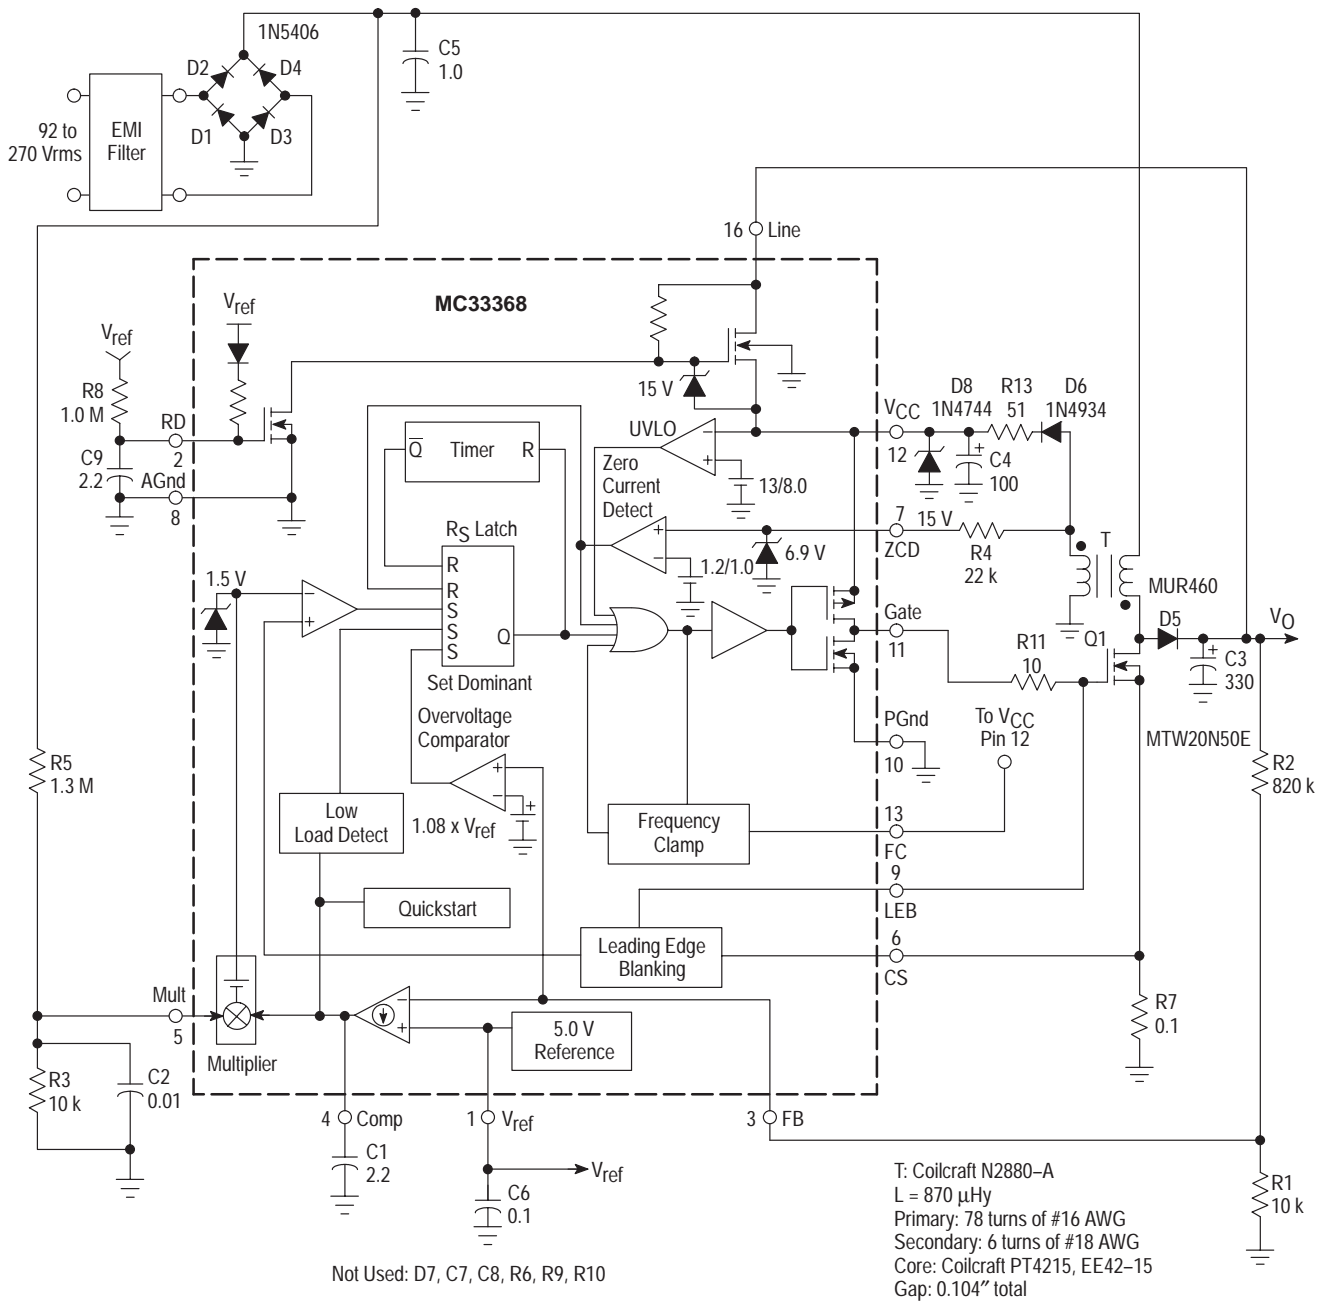 1N5406
C5
1.0
D2
D4
D1
D3
EMI
Filter
92 to
270 Vrms
16
Line
MC33368
Vref
Vref
R8
1.0 M
RD
2
C9
2.2
AGnd
8
15 V
VCC
12
D8
1N4744
R13
51
D6
1N4934
UVLO
Q̅
Timer
R
Zero
Current
Detect
13/8.0
C4
+
100
7
15 V
ZCD
R4
22 k
T
RS Latch
R
R
S
S
S
Q
Set Dominant
1.2/1.0
6.9 V
1.5 V
MUR460
Gate
11
R11
10
Q1
D5
VO
C3
+
330
Overvoltage
Comparator
PGnd
10
To VCC
Pin 12
MTW20N50E
R5
1.3 M
R2
820 k
Low
Load Detect
1.08 x Vref
Frequency
Clamp
13
FC
9
LEB
Quickstart
Leading Edge
Blanking
6
CS
Mult
5
Multiplier
5.0 V
Reference
R7
0.1
R3
10 k
C2
0.01
4
Comp
1
Vref
3
FB
C1
2.2
Vref
C6
0.1
R1
10 k
T: Coilcraft N2880–A
L = 870 μHy
Primary: 78 turns of #16 AWG
Secondary: 6 turns of #18 AWG
Core: Coilcraft PT4215, EE42–15
Gap: 0.104″ total
Not Used: D7, C7, C8, R6, R9, R10